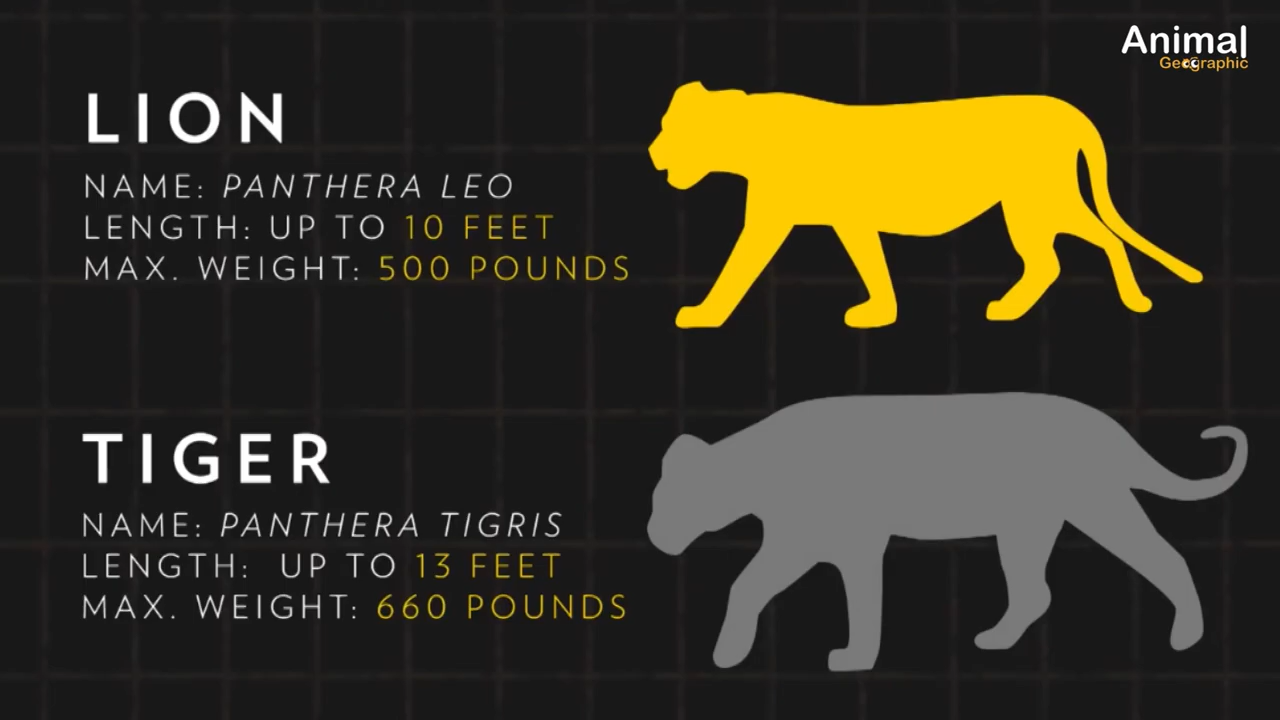 Animal
Geographic
LION
NAME: PANTHERA LEO
LENGTH: UP TO 10 FEET
MAX. WEIGHT: 500 POUNDS
TIGER
NAME: PANTHERA TIGRIS
LENGTH: UP TO 13 FEET
MAX. WEIGHT: 660 POUNDS